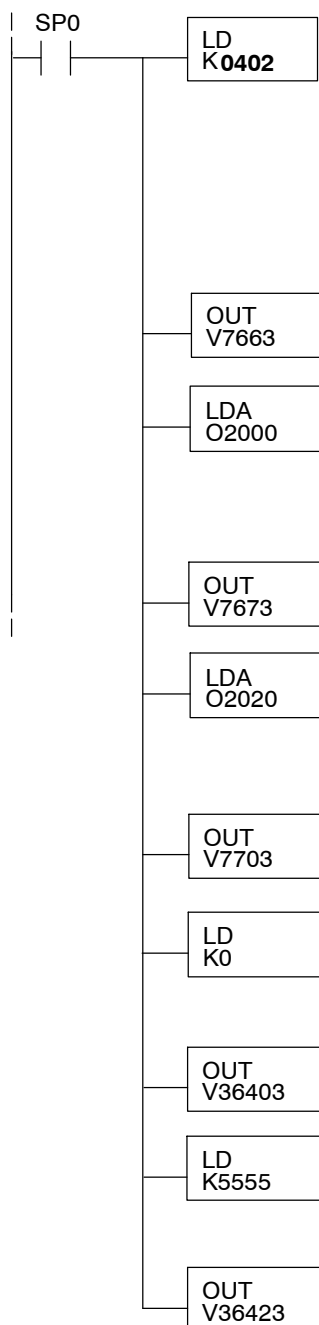 SP0
LD
K0402
OUT
V7663
LDA
O2000
OUT
V7673
LDA
O2020
OUT
V7703
LD
K0
OUT
V36403
LD
K5555
OUT
V36423